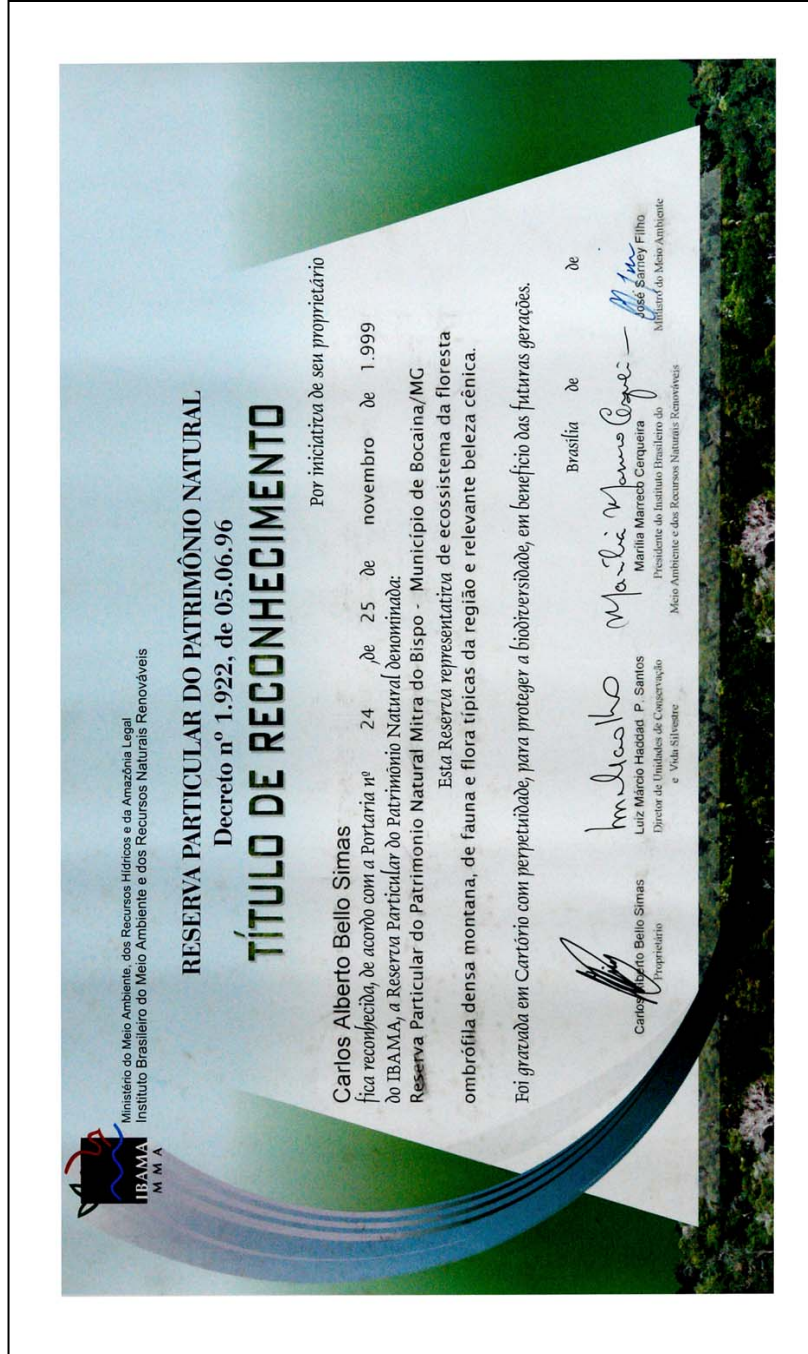 IBAMA
M M A
Ministério do Meio Ambiente, dos Recursos Hídricos e da Amazônia Legal
Instituto Brasileiro do Meio Ambiente e dos Recursos Naturais Renováveis
RESERVA PARTICULAR DO PATRIMÔNIO NATURAL
Decreto nº 1.922, de 05.06.96
TÍTULO DE RECONHECIMENTO
Por iniciativa de seu proprietário
Carlos Alberto Bello Simas
fica reconhecida, de acordo com a Portaria nº 24 de 25 de novembro de 1.999
do IBAMA, a Reserva Particular do Patrimônio Natural denominada:
Reserva Particular do Patrimonio Natural Mitra do Bispo - Município de Bocaina/MG
Esta Reserva representativa de ecossistema da floresta
ombrófila densa montana, de fauna e flora típicas da região e relevante beleza cênica.
Foi gravada em Cartório com perpetuidade, para proteger a biodiversidade, em benefício das futuras gerações.
Brasília de de
Carlos Alberto Bello Simas
Proprietário
Luiz Márcio Haddad P. Santos
Diretor de Unidades de Conservação
e Vida Silvestre
Marília Marreco Cerqueira
Presidente do Instituto Brasileiro do
Meio Ambiente e dos Recursos Naturais Renováveis
José Sarney Filho
Ministro do Meio Ambiente